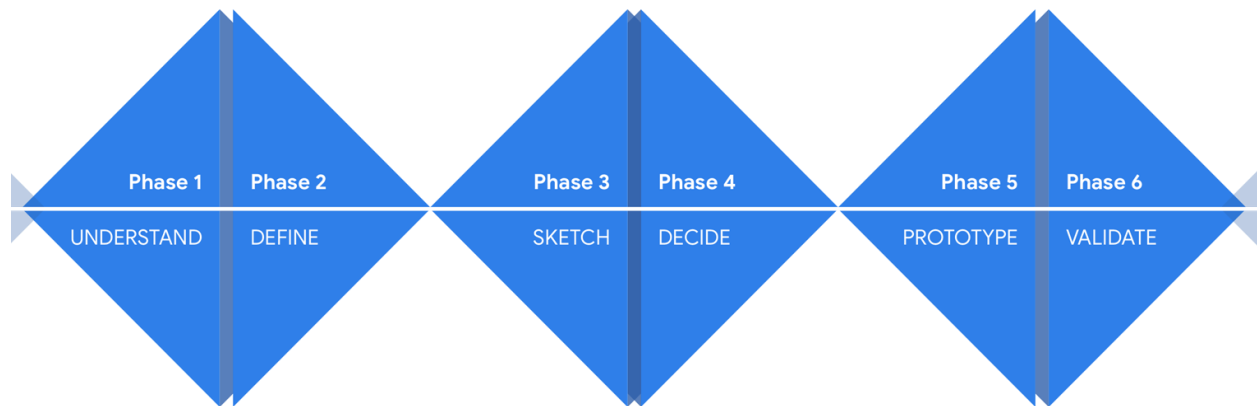 Phase 1
Phase 2
Phase 3
Phase 4
Phase 5
Phase 6
UNDERSTAND
DEFINE
SKETCH
DECIDE
PROTOTYPE
VALIDATE